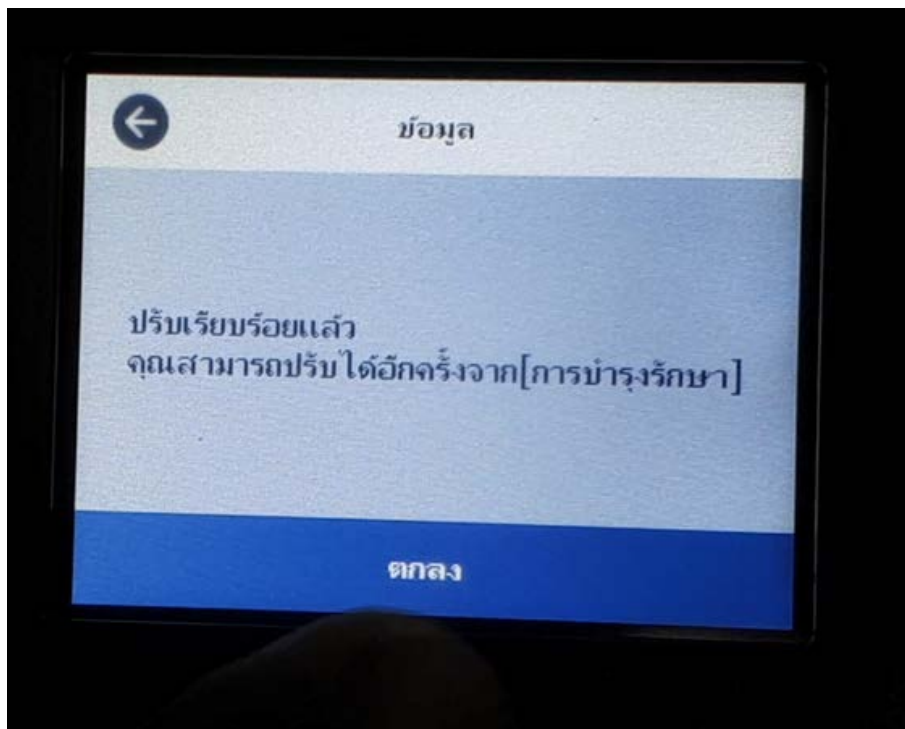 ข้อมูล
ปรับเรียบร้อยแล้ว
คุณสามารถปรับได้อีกครั้งจาก[การบำรุงรักษา]
ตกลง